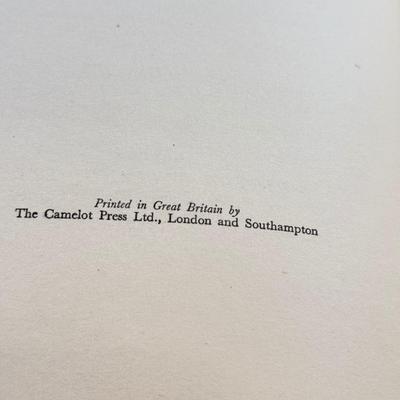 Printed in Great Britain by
The Camelot Press Ltd., London and Southampton